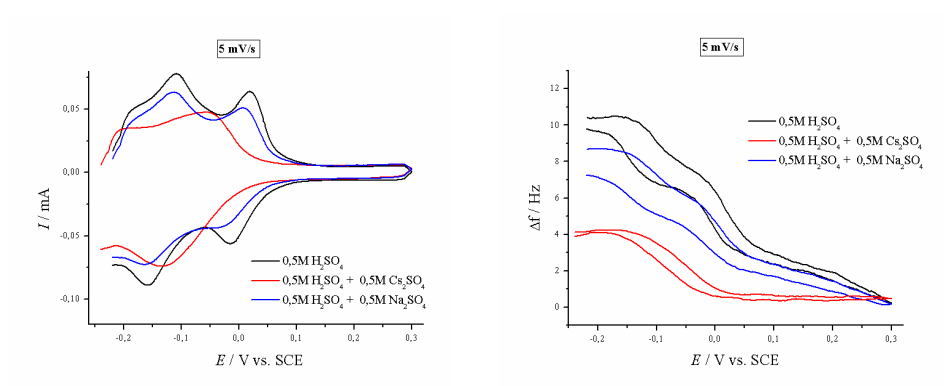 5 mV/s
0,05
0,00
-0,05
-0,10
I / mA
0,5M H₂SO₄
0,5M H₂SO₄ + 0,5M Cs₂SO₄
0,5M H₂SO₄ + 0,5M Na₂SO₄
-0,2 -0,1 0,0 0,1 0,2 0,3
E / V vs. SCE
5 mV/s
12
10
8
6
4
2
0
Δf / Hz
0,5M H₂SO₄
0,5M H₂SO₄ + 0,5M Cs₂SO₄
0,5M H₂SO₄ + 0,5M Na₂SO₄
-0,2 -0,1 0,0 0,1 0,2 0,3
E / V vs. SCE